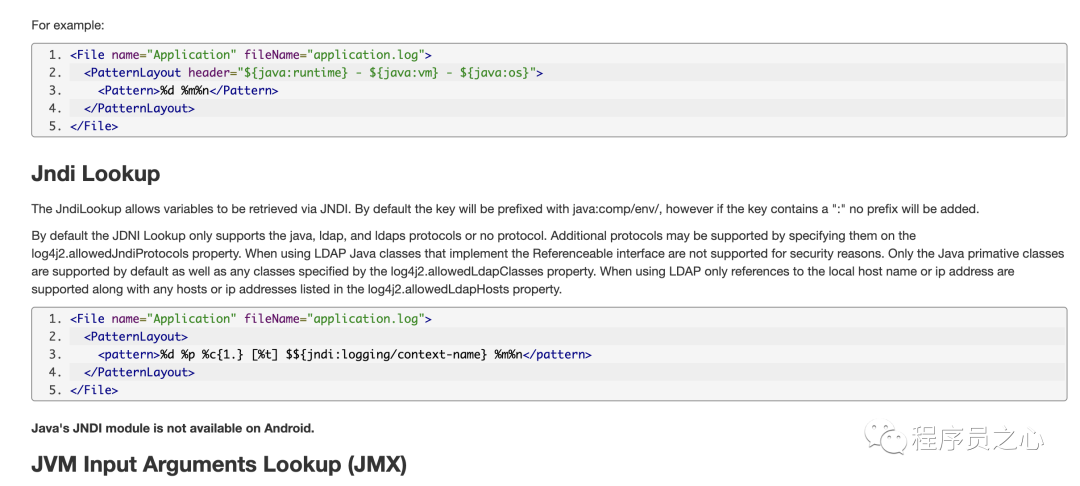 For example:
1. <File name="Application" fileName="application.log">
2. <PatternLayout header="${java:runtime} - ${java:vm} - ${java:os}">
3. <Pattern>%d %m%n</Pattern>
4. </PatternLayout>
5. </File>
Jndi Lookup
The JndiLookup allows variables to be retrieved via JNDI. By default the key will be prefixed with java:comp/env/, however if the key contains a ":" no prefix will be added.
By default the JDNI Lookup only supports the java, ldap, and ldaps protocols or no protocol. Additional protocols may be supported by specifying them on the
log4j2.allowedJndiProtocols property. When using LDAP Java classes that implement the Referenceable interface are not supported for security reasons. Only the Java primative classes
are supported by default as well as any classes specified by the log4j2.allowedLdapClasses property. When using LDAP only references to the local host name or ip address are
supported along with any hosts or ip addresses listed in the log4j2.allowedLdapHosts property.
1. <File name="Application" fileName="application.log">
2. <PatternLayout>
3. <pattern>%d %p %c{1.} [%t] $${jndi:logging/context-name} %m%n</pattern>
4. </PatternLayout>
5. </File>
Java's JNDI module is not available on Android.
程序员之心
JVM Input Arguments Lookup (JMX)